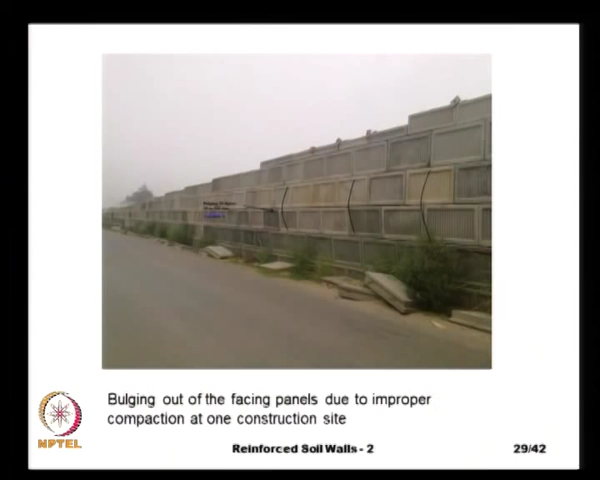 Bulging out of the facing panels due to improper
compaction at one construction site
NPTEL
Reinforced Soil Walls - 2
29/42